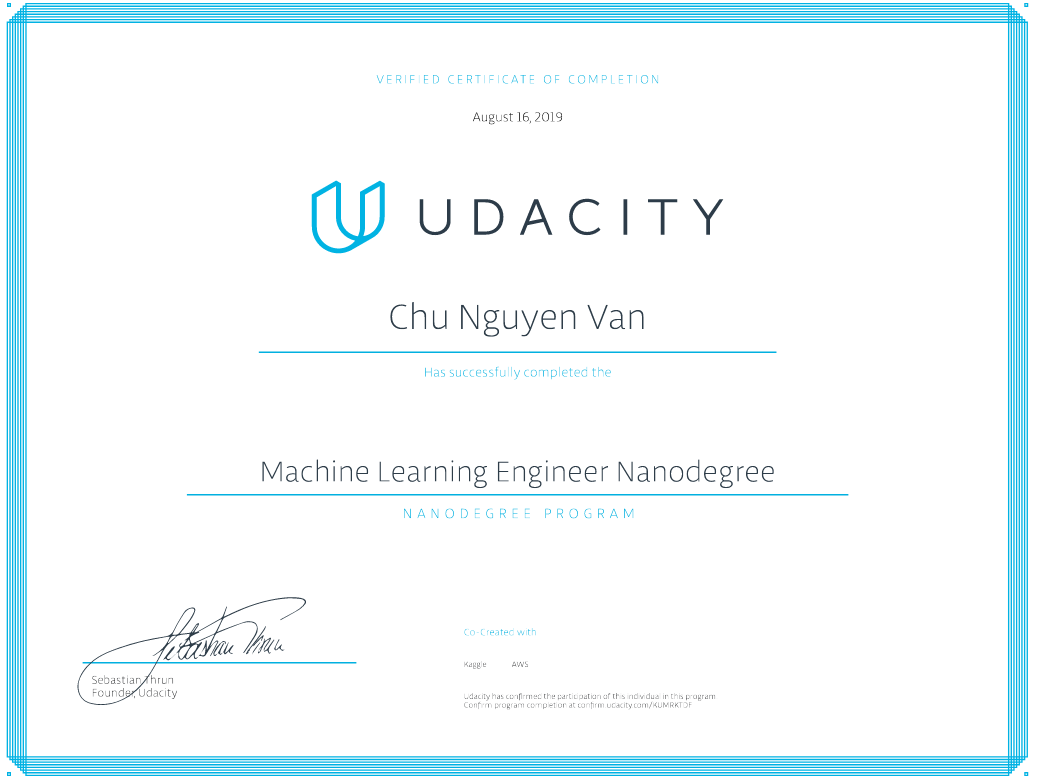 VERIFIED CERTIFICATE OF COMPLETION
August 16, 2019
UDACITY
Chu Nguyen Van
Has successfully completed the
Machine Learning Engineer Nanodegree
NANODEGREE PROGRAM
Sebastian Thrun
Sebastian Thrun
Founder, Udacity
Co-Created with
Kaggle AWS
Udacity has confirmed the participation of this individual in this program
Confirm program completion at confirm.udacity.com/KUMRKTDF